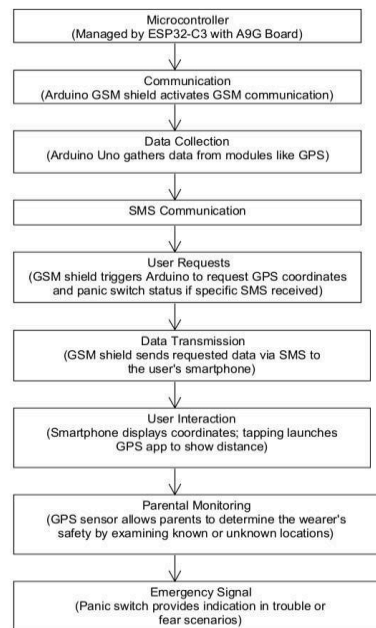 Microcontroller
(Managed by ESP32-C3 with A9G Board)
Communication
(Arduino GSM shield activates GSM communication)
Data Collection
(Arduino Uno gathers data from modules like GPS)
SMS Communication
User Requests
(GSM shield triggers Arduino to request GPS coordinates
and panic switch status if specific SMS received)
Data Transmission
(GSM shield sends requested data via SMS to
the user's smartphone)
User Interaction
(Smartphone displays coordinates; tapping launches
GPS app to show distance)
Parental Monitoring
(GPS sensor allows parents to determine the wearer's
safety by examining known or unknown locations)
Emergency Signal
(Panic switch provides indication in trouble or
fear scenarios)